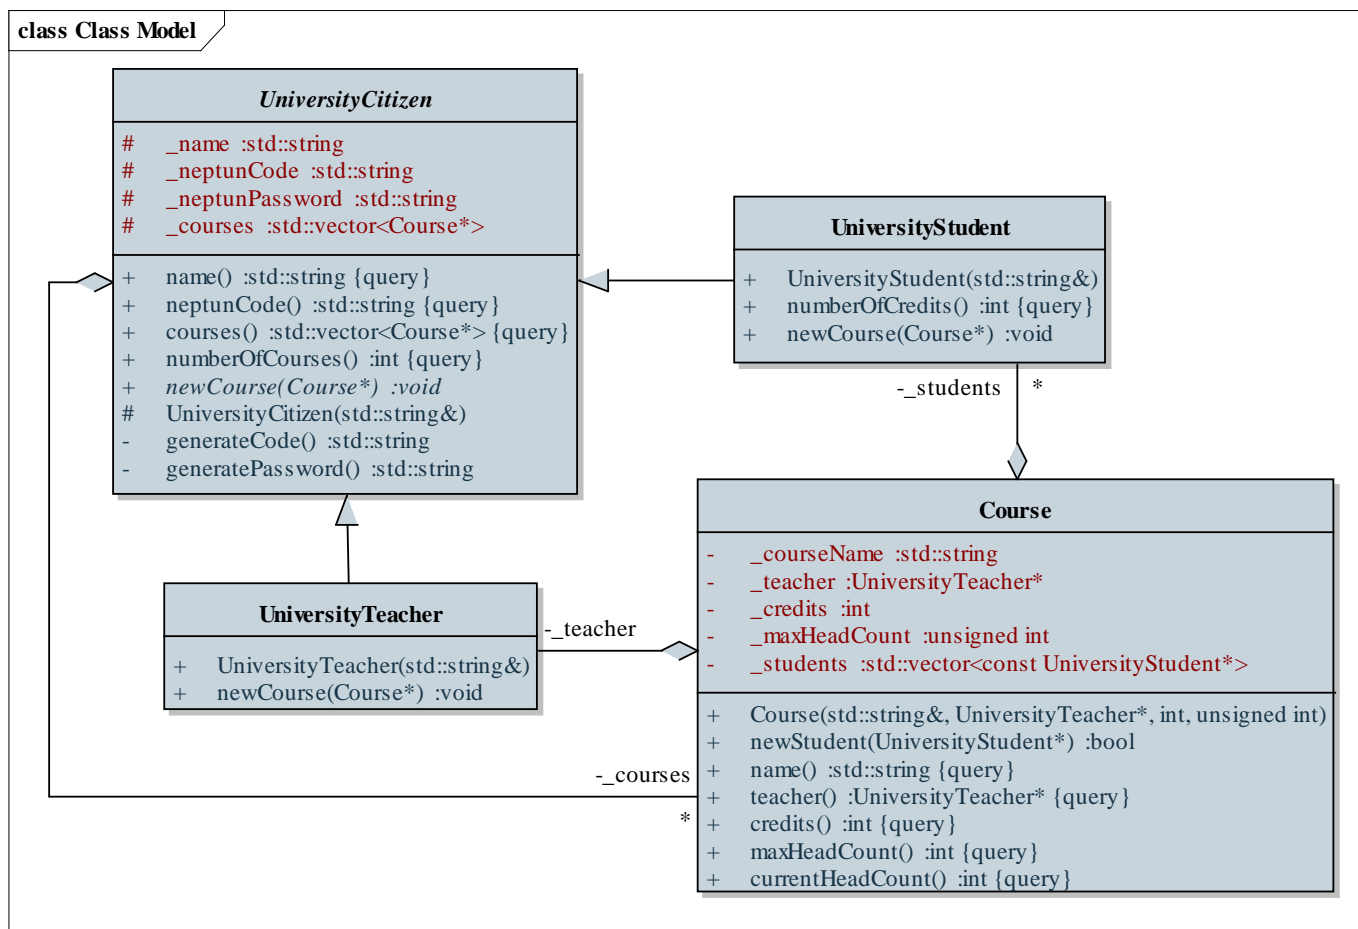 class Class Model
UniversityCitizen
# _name :std::string
# _neptunCode :std::string
# _neptunPassword :std::string
# _courses :std::vector<Course*>
+ name() :std::string {query}
+ neptunCode() :std::string {query}
+ courses() :std::vector<Course*> {query}
+ numberOfCourses() :int {query}
+ newCourse(Course*) :void
# UniversityCitizen(std::string&)
- generateCode() :std::string
- generatePassword() :std::string
UniversityStudent
+ UniversityStudent(std::string&)
+ numberOfCredits() :int {query}
+ newCourse(Course*) :void
-_students *
UniversityTeacher
+ UniversityTeacher(std::string&)
+ newCourse(Course*) :void
-_teacher
Course
- _courseName :std::string
- _teacher :UniversityTeacher*
- _credits :int
- _maxHeadCount :unsigned int
- _students :std::vector<const UniversityStudent*>
+ Course(std::string&, UniversityTeacher*, int, unsigned int)
+ newStudent(UniversityStudent*) :bool
+ name() :std::string {query}
+ teacher() :UniversityTeacher* {query}
+ credits() :int {query}
+ maxHeadCount() :int {query}
+ currentHeadCount() :int {query}
-_courses
*